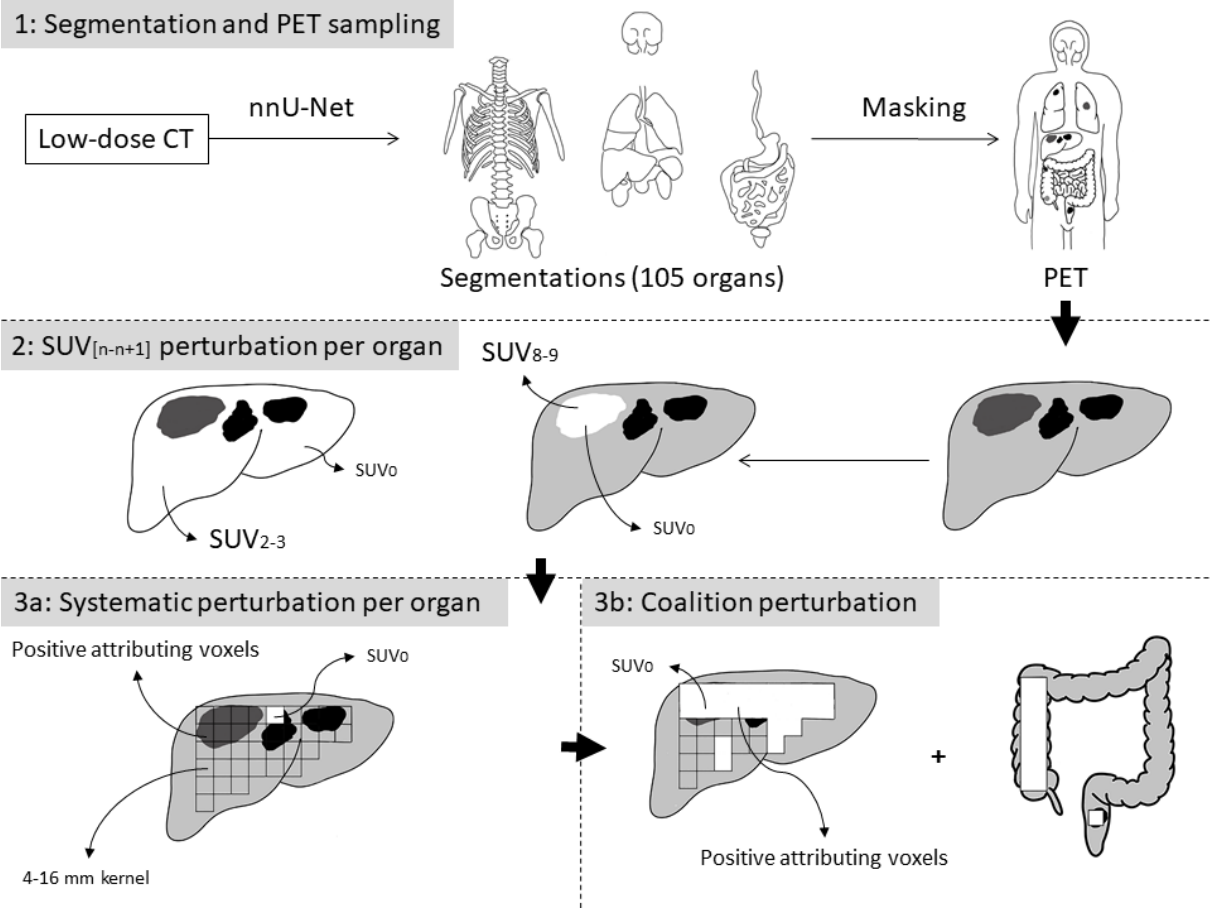 1: Segmentation and PET sampling
Low-dose CT
nnU-Net
Masking
Segmentations (105 organs)
PET
2: SUV[n-n+1] perturbation per organ
SUV8-9
SUV0
SUV2-3
SUV0
3a: Systematic perturbation per organ
Positive attributing voxels
SUV0
4-16 mm kernel
3b: Coalition perturbation
SUV0
+
Positive attributing voxels